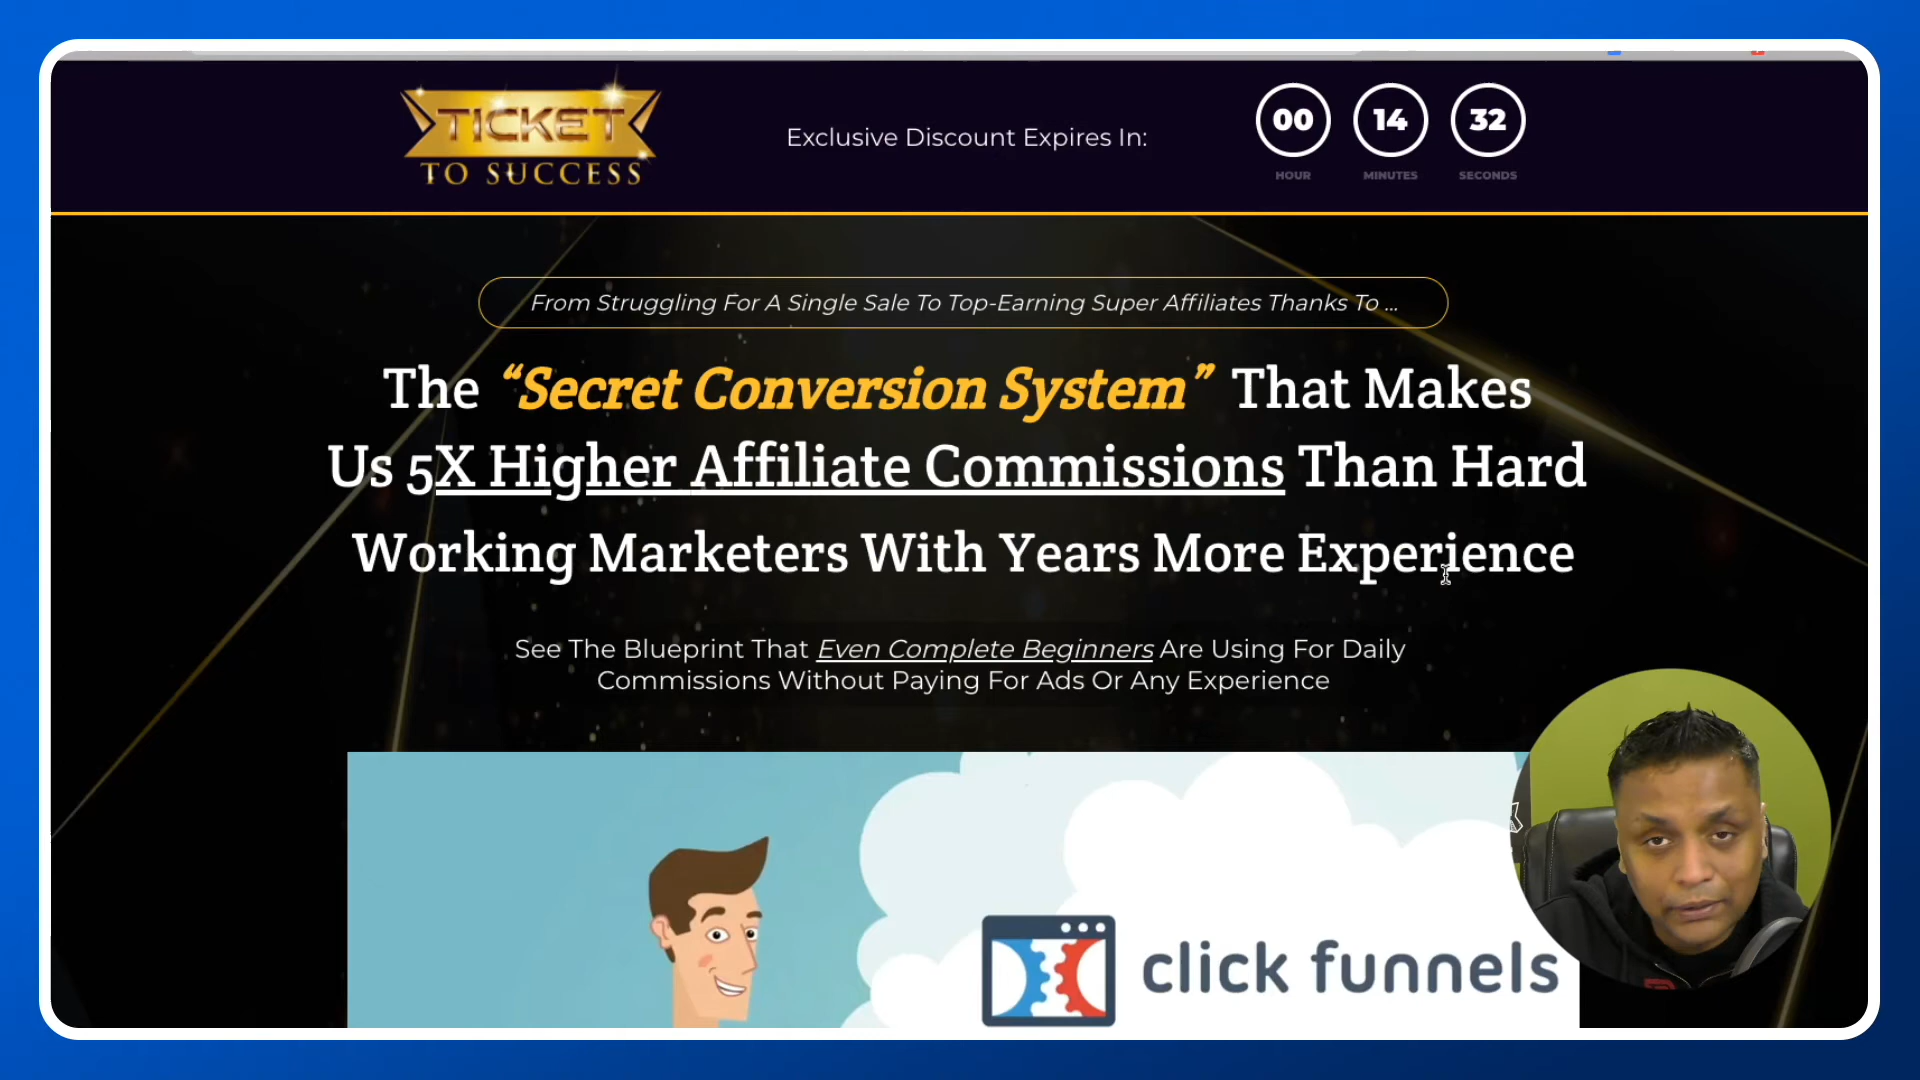 TICKET
TO SUCCESS
Exclusive Discount Expires In:
00 14 32
HOUR MINUTES SECONDS
From Struggling For A Single Sale To Top-Earning Super Affiliates Thanks To ...
The “Secret Conversion System” That Makes
Us 5X Higher Affiliate Commissions Than Hard
Working Marketers With Years More Experience
See The Blueprint That Even Complete Beginners Are Using For Daily
Commissions Without Paying For Ads Or Any Experience
click funnels